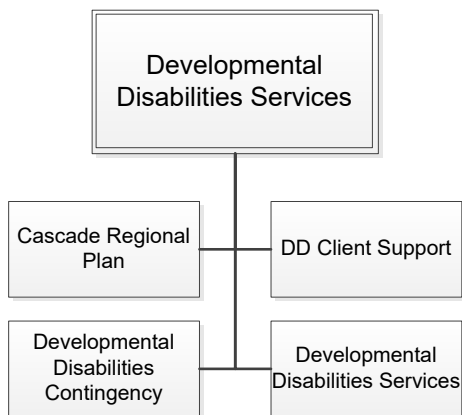 Developmental
Disabilities Services
Cascade Regional
Plan
DD Client Support
Developmental
Disabilities
Contingency
Developmental
Disabilities Services